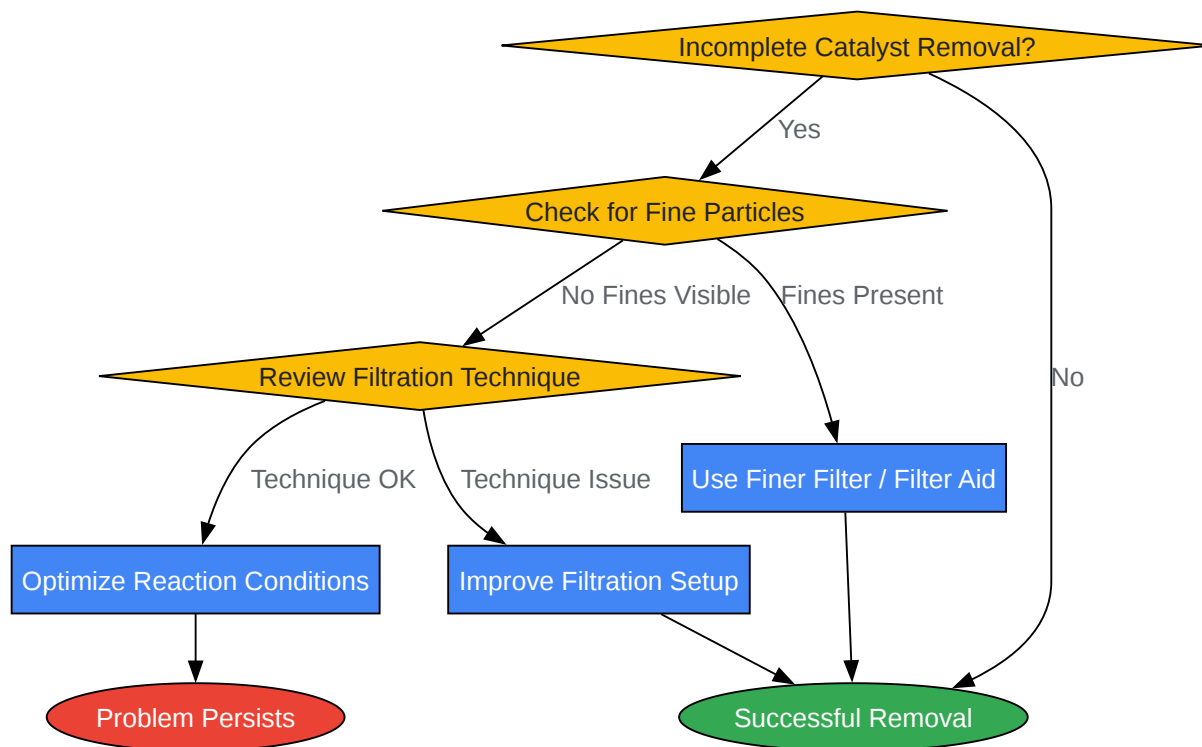 Incomplete Catalyst Removal?
Yes
Check for Fine Particles
No Fines Visible
Fines Present
Review Filtration Technique
No
Technique OK
Technique Issue
Use Finer Filter / Filter Aid
Optimize Reaction Conditions
Improve Filtration Setup
Problem Persists
Successful Removal